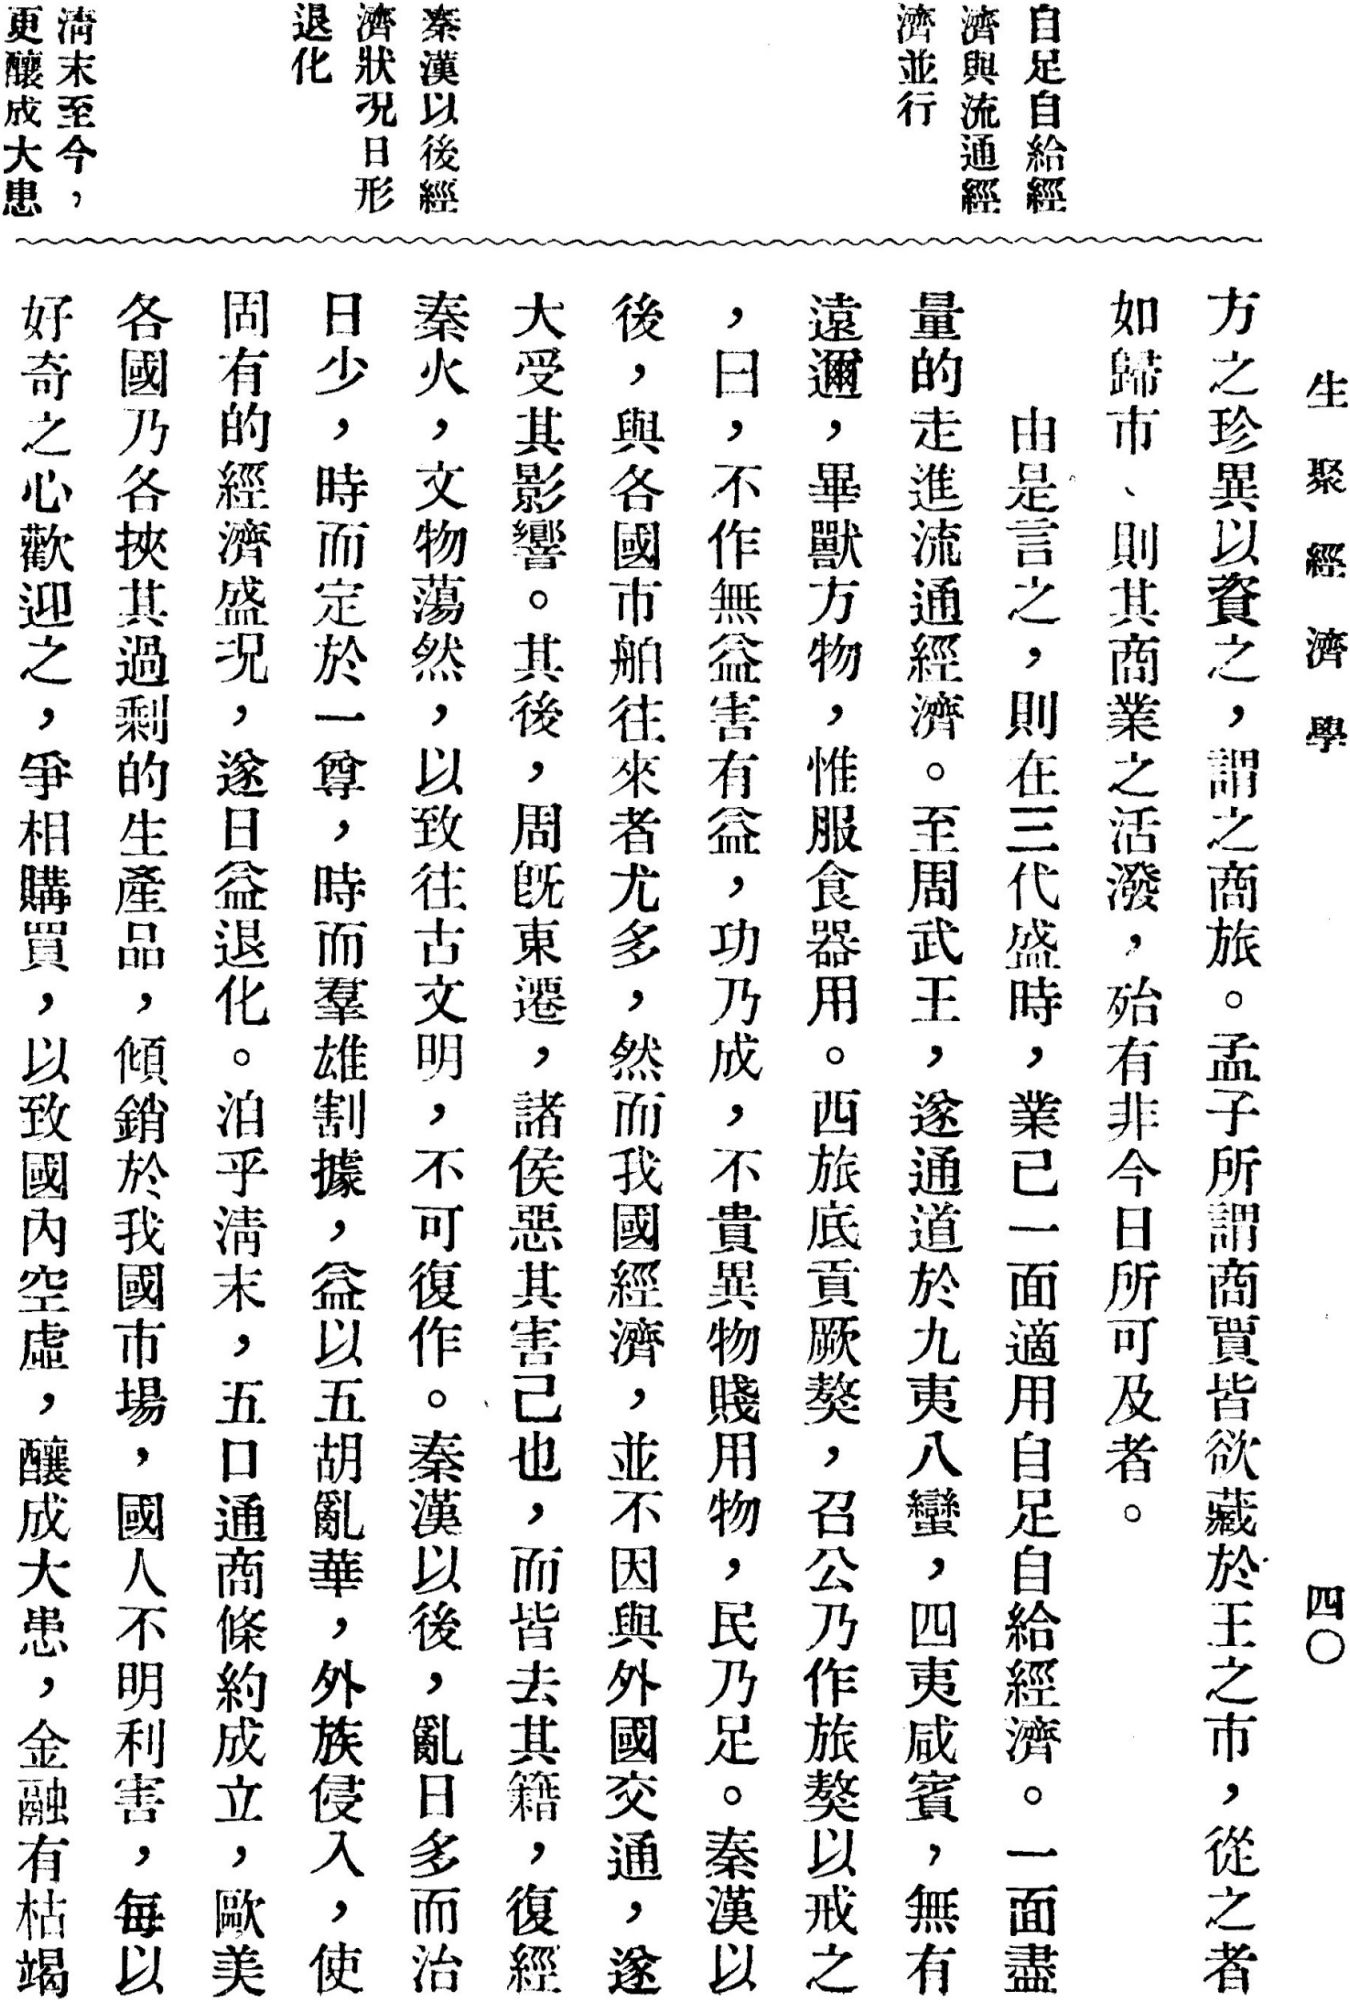 生聚經濟學
四〇
方之珍異以資之，謂之商旅。孟子所謂商賈皆欲藏於王之市，從之者
如歸市、則其商業之活潑，殆有非今日所可及者。
由是言之，則在三代盛時，業已一面適用自足自給經濟。一面盡
量的走進流通經濟。至周武王，遂通道於九夷八蠻，四夷咸賓，無有
遠邇，畢獸方物，惟服食器用。西旅底貢厥獒，召公乃作旅獒以戒之
，曰，不作無益害有益，功乃成，不貴異物賤用物，民乃足。秦漢以
後，與各國市舶往來者尤多，然而我國經濟，並不因與外國交通，遂
大受其影響。其後，周旣東遷，諸侯惡其害己也，而皆去其籍，復經
秦火，文物蕩然，以致往古文明，不可復作。秦漢以後，亂日多而治
日少，時而定於一尊，時而羣雄割據，益以五胡亂華，外族侵入，使
固有的經濟盛況，遂日益退化。洎乎淸末，五口通商條約成立，歐美
各國乃各挾其過剩的生產品，傾銷於我國市場，國人不明利害，每以
好奇之心歡迎之，爭相購買，以致國內空虛，釀成大患，金融有枯竭
自足自給經
濟與流通經
濟並行
秦漢以後經
濟狀況日形
退化
淸末至今，
更釀成大患